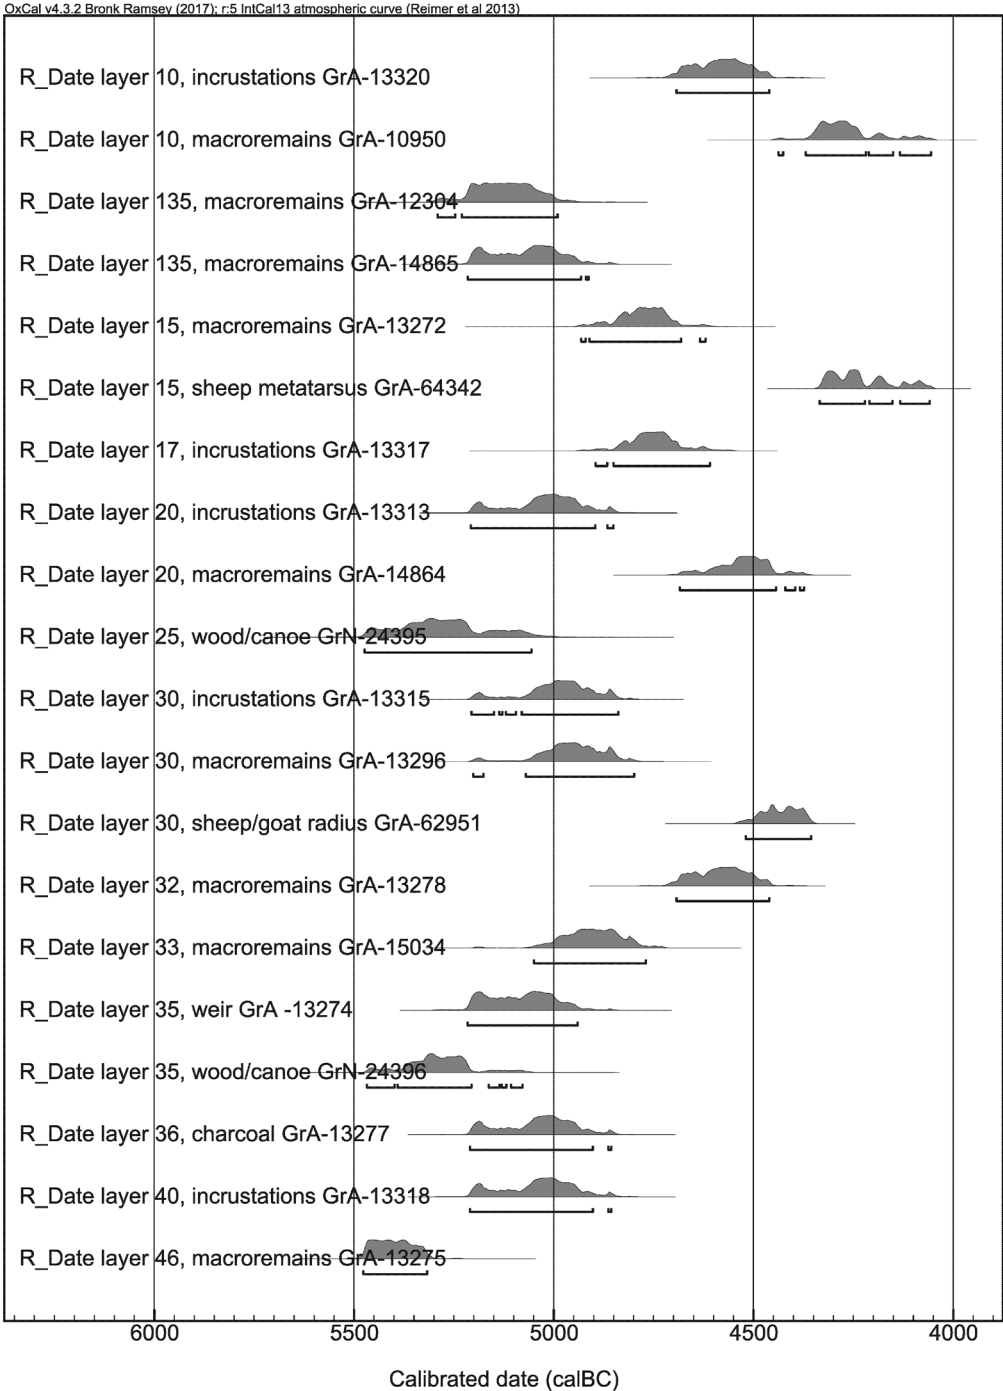 OxCal v4.3.2 Bronk Ramsey (2017); r:5 IntCal13 atmospheric curve (Reimer et al 2013)
R_Date layer 10, incrustations GrA-13320
R_Date layer 10, macroremains GrA-10950
R_Date layer 135, macroremains GrA-12304
R_Date layer 135, macroremains GrA-14865
R_Date layer 15, macroremains GrA-13272
R_Date layer 15, sheep metatarsus GrA-64342
R_Date layer 17, incrustations GrA-13317
R_Date layer 20, incrustations GrA-13313
R_Date layer 20, macroremains GrA-14864
R_Date layer 25, wood/canoe GrN-24395
R_Date layer 30, incrustations GrA-13315
R_Date layer 30, macroremains GrA-13296
R_Date layer 30, sheep/goat radius GrA-62951
R_Date layer 32, macroremains GrA-13278
R_Date layer 33, macroremains GrA-15034
R_Date layer 35, weir GrA -13274
R_Date layer 35, wood/canoe GrN-24396
R_Date layer 36, charcoal GrA-13277
R_Date layer 40, incrustations GrA-13318
R_Date layer 46, macroremains GrA-13275
6000 5500 5000 4500 4000
Calibrated date (calBC)